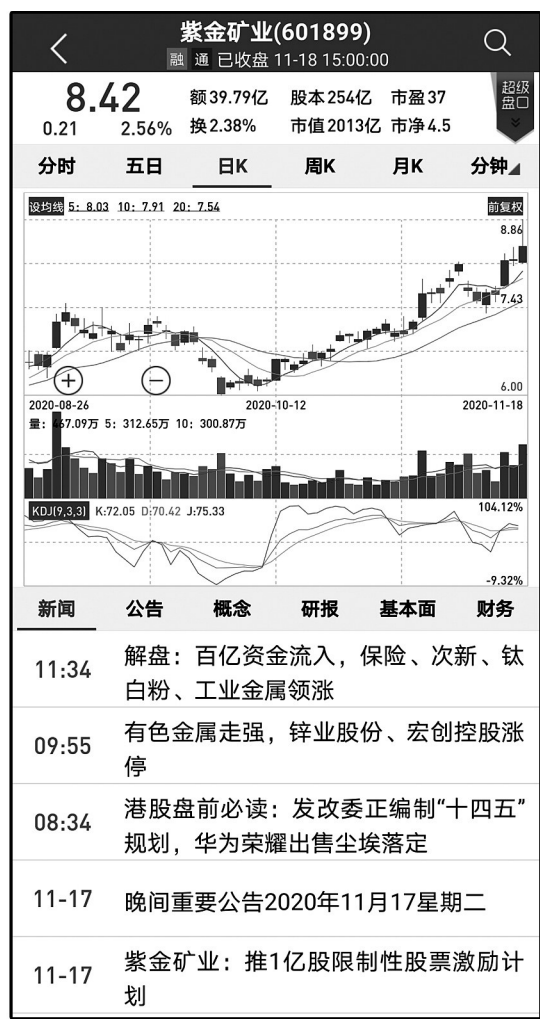 紫金矿业(601899)
融 通 已收盘 11-18 15:00:00
8.42 额39.79亿 股本254亿 市盈37 超级盘口
0.21 2.56% 换2.38% 市值2013亿 市净4.5
分时 五日 日K 周K 月K 分钟
设均线 5: 8.03 10: 7.91 20: 7.54 前复权
8.86
7.43
6.00
2020-08-26 2020-10-12 2020-11-18
量: 467.09万 5: 312.65万 10: 300.87万
KDJ(9,3,3) K:72.05 D:70.42 J:75.33 104.12%
-9.32%
新闻 公告 概念 研报 基本面 财务
11:34 解盘：百亿资金流入，保险、次新、钛
白粉、工业金属领涨
09:55 有色金属走强，锌业股份、宏创控股涨
停
08:34 港股盘前必读：发改委正编制“十四五”
规划，华为荣耀出售尘埃落定
11-17 晚间重要公告2020年11月17星期二
11-17 紫金矿业：推1亿股限制性股票激励计
划